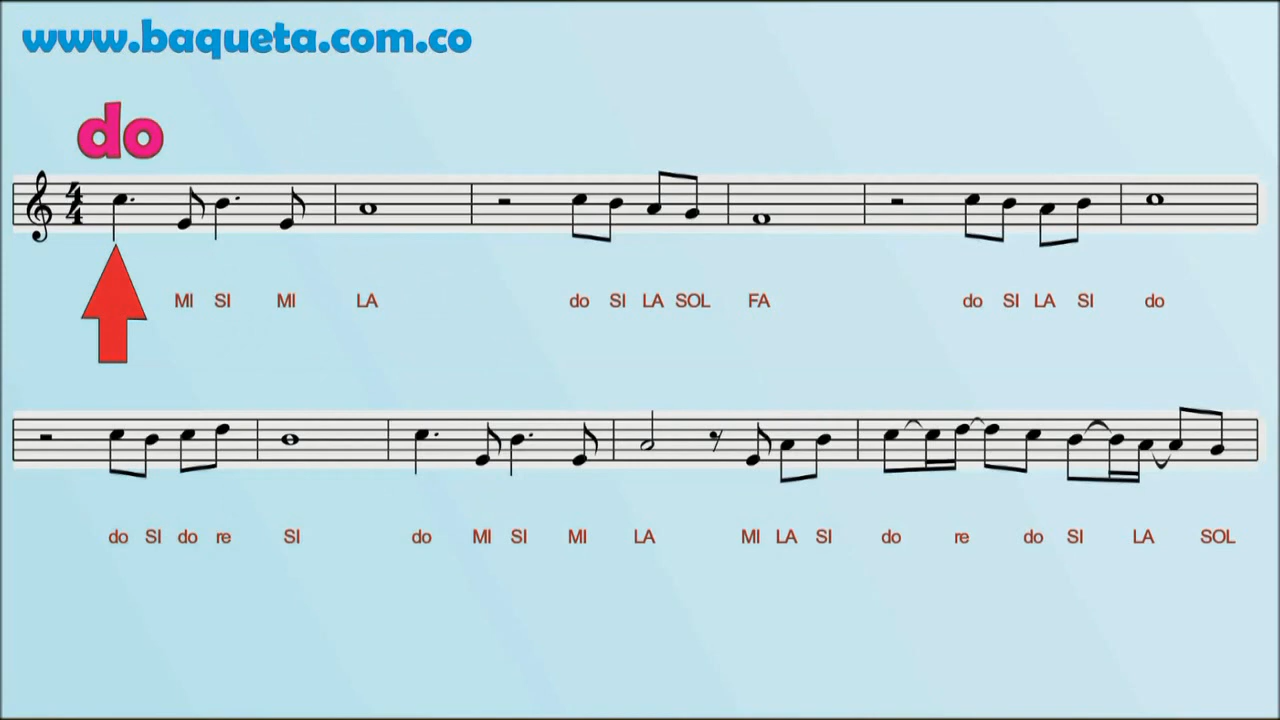 www.baqueta.com.co
do
4
4
MI SI MI LA do SI LA SOL FA do SI LA SI do
do SI do re SI do MI SI MI LA MI LA SI do re do SI LA SOL